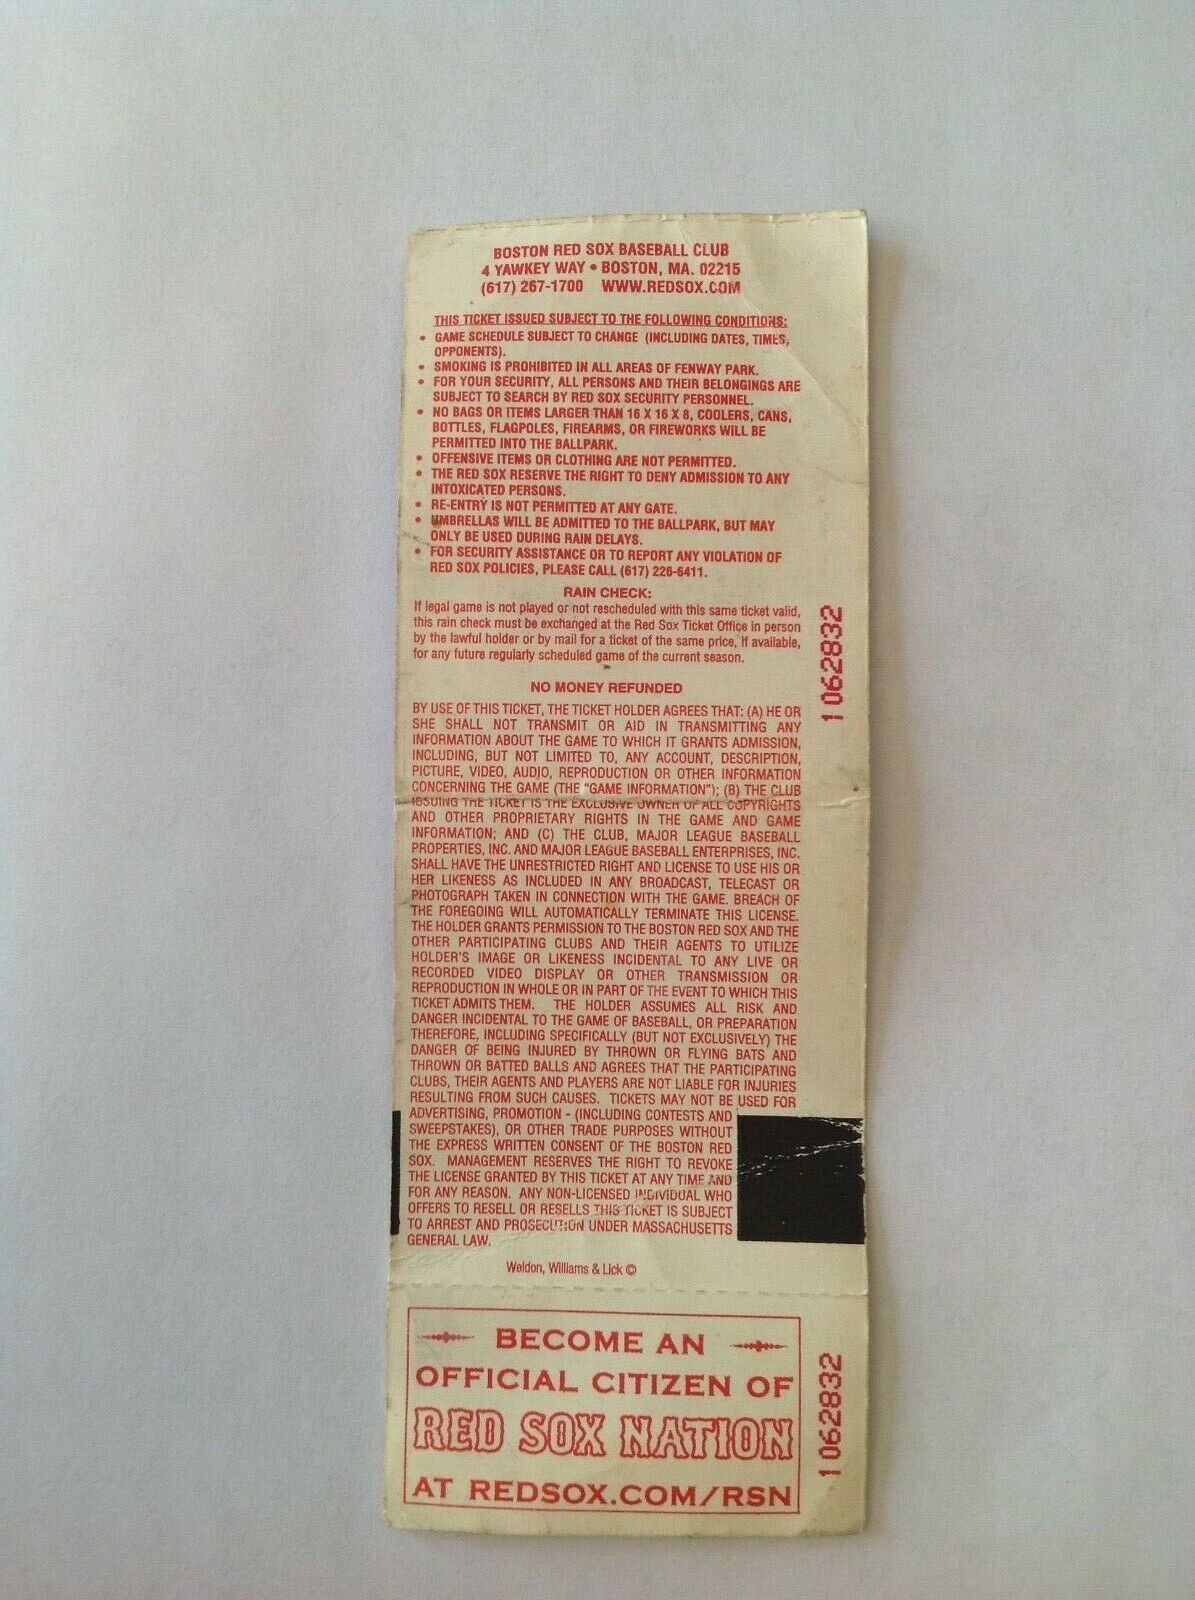 BOSTON RED SOX BASEBALL CLUB
4 YAWKEY WAY • BOSTON, MA. 02215
(617) 267-1700 WWW.REDSOX.COM
THIS TICKET ISSUED SUBJECT TO THE FOLLOWING CONDITIONS:
• GAME SCHEDULE SUBJECT TO CHANGE (INCLUDING DATES, TIMES,
OPPONENTS).
• SMOKING IS PROHIBITED IN ALL AREAS OF FENWAY PARK.
• FOR YOUR SECURITY, ALL PERSONS AND THEIR BELONGINGS ARE
SUBJECT TO SEARCH BY RED SOX SECURITY PERSONNEL.
• NO BAGS OR ITEMS LARGER THAN 16 X 16 X 8, COOLERS, CANS,
BOTTLES, FLAGPOLES, FIREARMS, OR FIREWORKS WILL BE
PERMITTED INTO THE BALLPARK.
• OFFENSIVE ITEMS OR CLOTHING ARE NOT PERMITTED.
• THE RED SOX RESERVE THE RIGHT TO DENY ADMISSION TO ANY
INTOXICATED PERSONS.
• RE-ENTRY IS NOT PERMITTED AT ANY GATE.
• UMBRELLAS WILL BE ADMITTED TO THE BALLPARK, BUT MAY
ONLY BE USED DURING RAIN DELAYS.
• FOR SECURITY ASSISTANCE OR TO REPORT ANY VIOLATION OF
RED SOX POLICIES, PLEASE CALL (617) 226-6411.
RAIN CHECK:
If legal game is not played or not rescheduled with this same ticket valid,
this rain check must be exchanged at the Red Sox Ticket Office in person
by the lawful holder or by mail for a ticket of the same price, if available,
for any future regularly scheduled game of the current season.
NO MONEY REFUNDED
BY USE OF THIS TICKET, THE TICKET HOLDER AGREES THAT: (A) HE OR
SHE SHALL NOT TRANSMIT OR AID IN TRANSMITTING ANY
INFORMATION ABOUT THE GAME TO WHICH IT GRANTS ADMISSION,
INCLUDING, BUT NOT LIMITED TO, ANY ACCOUNT, DESCRIPTION,
PICTURE, VIDEO, AUDIO, REPRODUCTION OR OTHER INFORMATION
CONCERNING THE GAME (THE "GAME INFORMATION"); (B) THE CLUB
ISSUING THE TICKET IS THE EXCLUSIVE OWNER OF ALL COPYRIGHTS
AND OTHER PROPRIETARY RIGHTS IN THE GAME AND GAME
INFORMATION; AND (C) THE CLUB, MAJOR LEAGUE BASEBALL
PROPERTIES, INC. AND MAJOR LEAGUE BASEBALL ENTERPRISES, INC.
SHALL HAVE THE UNRESTRICTED RIGHT AND LICENSE TO USE HIS OR
HER LIKENESS AS INCLUDED IN ANY BROADCAST, TELECAST OR
PHOTOGRAPH TAKEN IN CONNECTION WITH THE GAME. BREACH OF
THE FOREGOING WILL AUTOMATICALLY TERMINATE THIS LICENSE.
THE HOLDER GRANTS PERMISSION TO THE BOSTON RED SOX AND THE
OTHER PARTICIPATING CLUBS AND THEIR AGENTS TO UTILIZE
HOLDER'S IMAGE OR LIKENESS INCIDENTAL TO ANY LIVE OR
RECORDED VIDEO DISPLAY OR OTHER TRANSMISSION OR
REPRODUCTION IN WHOLE OR IN PART OF THE EVENT TO WHICH THIS
TICKET ADMITS THEM. THE HOLDER ASSUMES ALL RISK AND
DANGER INCIDENTAL TO THE GAME OF BASEBALL, OR PREPARATION
THEREFORE, INCLUDING SPECIFICALLY (BUT NOT EXCLUSIVELY) THE
DANGER OF BEING INJURED BY THROWN OR FLYING BATS AND
THROWN OR BATTED BALLS AND AGREES THAT THE PARTICIPATING
CLUBS, THEIR AGENTS AND PLAYERS ARE NOT LIABLE FOR INJURIES
RESULTING FROM SUCH CAUSES. TICKETS MAY NOT BE USED FOR
ADVERTISING, PROMOTION - (INCLUDING CONTESTS AND
SWEEPSTAKES), OR OTHER TRADE PURPOSES WITHOUT
THE EXPRESS WRITTEN CONSENT OF THE BOSTON RED
SOX. MANAGEMENT RESERVES THE RIGHT TO REVOKE
THE LICENSE GRANTED BY THIS TICKET AT ANY TIME AND
FOR ANY REASON. ANY NON-LICENSED INDIVIDUAL WHO
OFFERS TO RESELL OR RESELLS THIS TICKET IS SUBJECT
TO ARREST AND PROSECUTION UNDER MASSACHUSETTS
GENERAL LAW.
Weldon, Williams & Lick ©
1062832
BECOME AN
OFFICIAL CITIZEN OF
RED SOX NATION
AT REDSOX.COM/RSN
1062832